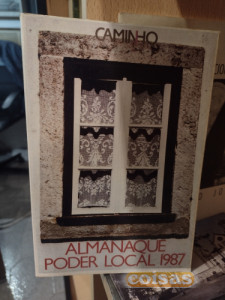 CAMINHO
ALMANAQUE
PODER LOCAL 1987
coisas